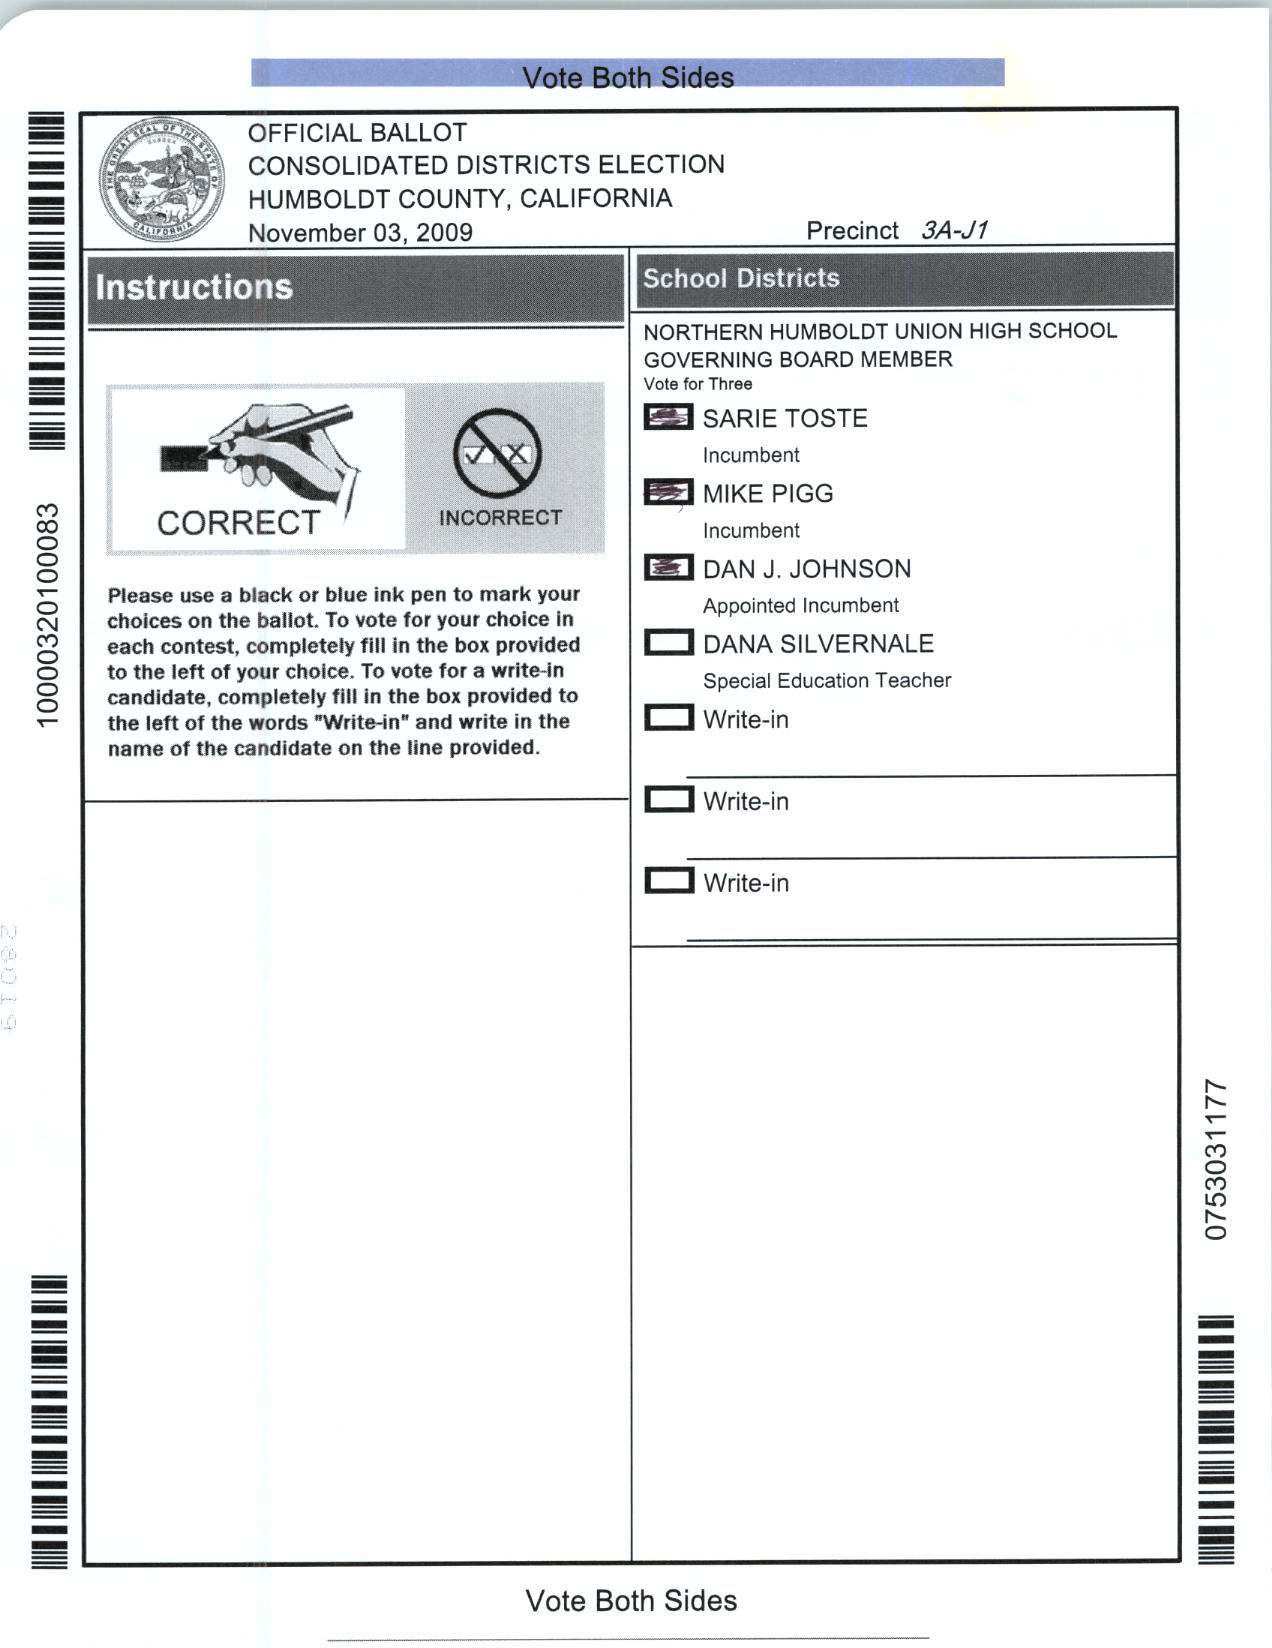 Vote Both Sides
OFFICIAL BALLOT
CONSOLIDATED DISTRICTS ELECTION
HUMBOLDT COUNTY, CALIFORNIA
November 03, 2009
Precinct 3A-J1
THE GREAT SEAL OF THE STATE OF CALIFORNIA
EUREKA
Instructions
CORRECT
INCORRECT
Please use a black or blue ink pen to mark your
choices on the ballot. To vote for your choice in
each contest, completely fill in the box provided
to the left of your choice. To vote for a write-in
candidate, completely fill in the box provided to
the left of the words "Write-in" and write in the
name of the candidate on the line provided.
School Districts
NORTHERN HUMBOLDT UNION HIGH SCHOOL
GOVERNING BOARD MEMBER
Vote for Three
SARIE TOSTE
Incumbent
MIKE PIGG
Incumbent
DAN J. JOHNSON
Appointed Incumbent
DANA SILVERNALE
Special Education Teacher
Write-in
Write-in
Write-in
10000320100083
0753031177
Vote Both Sides